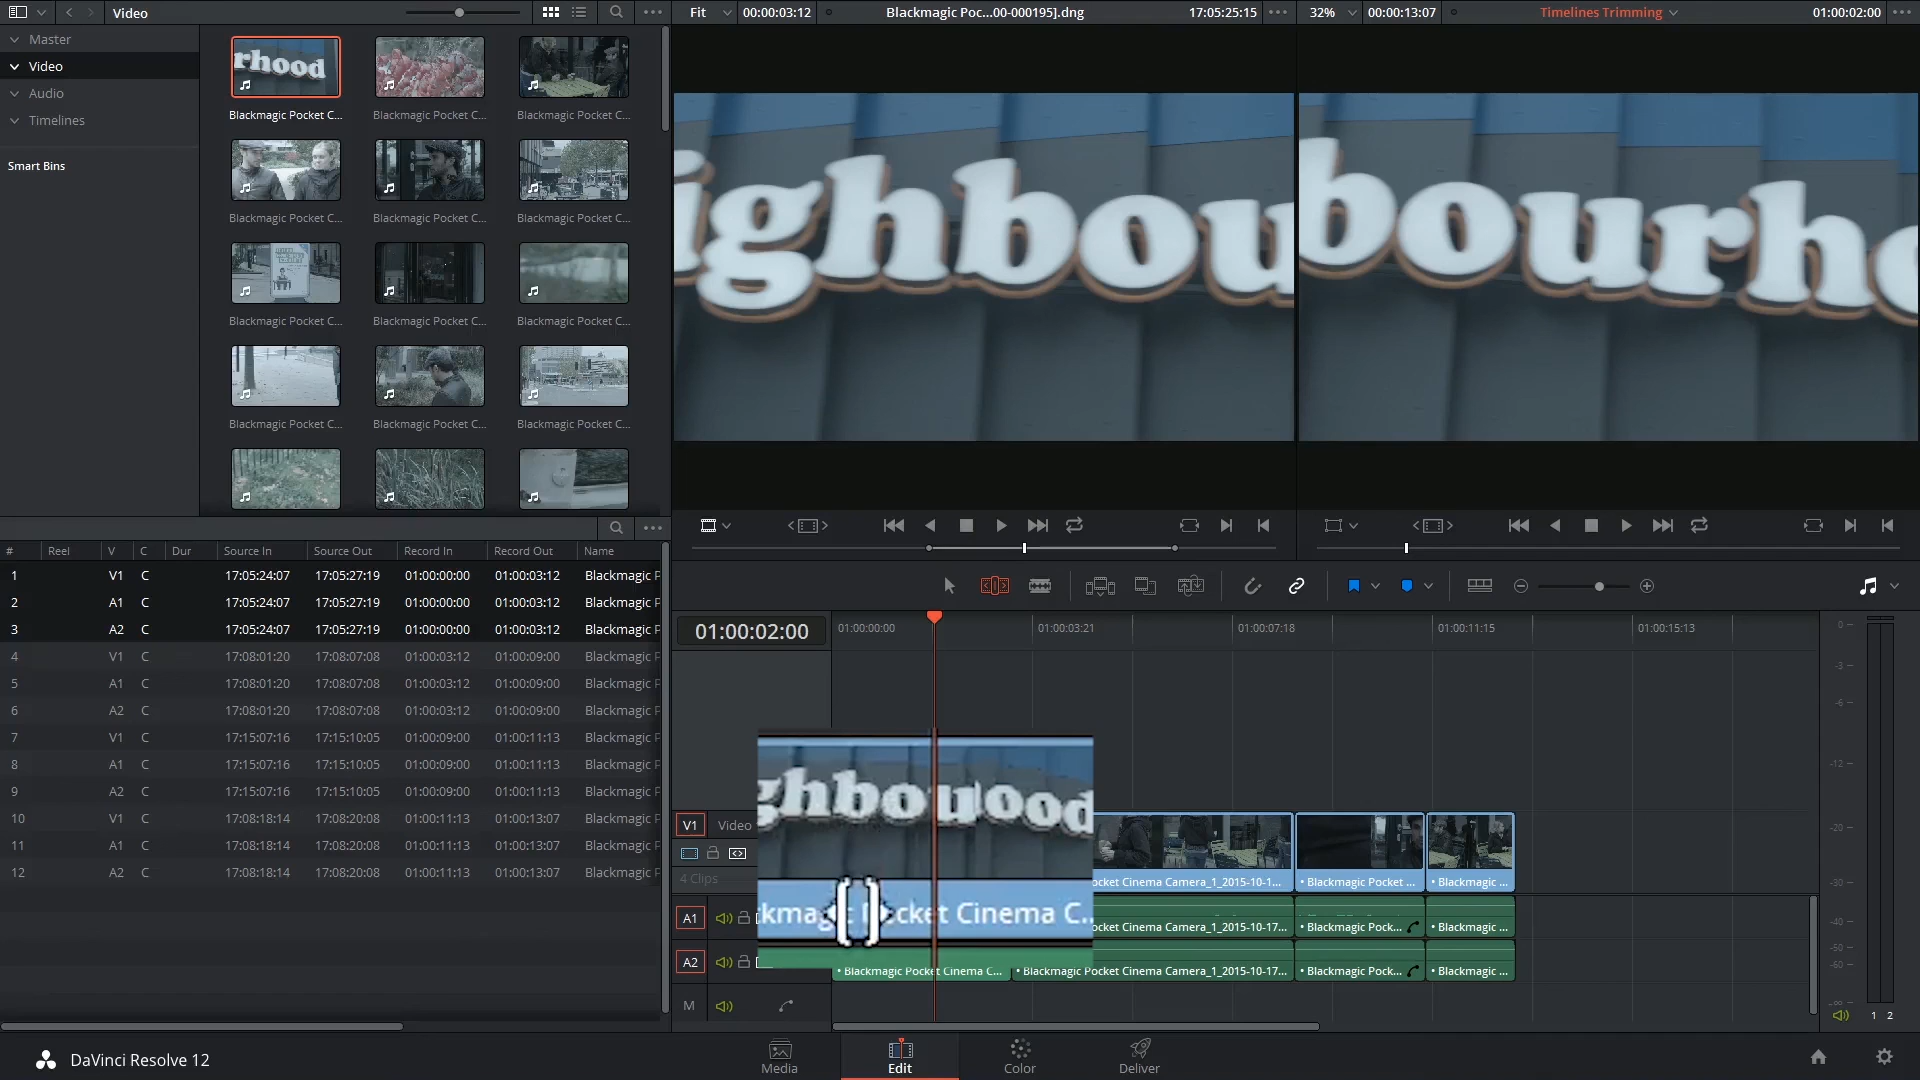 Video
Fit
00:00:03:12
Blackmagic Poc...00-000195].dng
17:05:25:15
32%
00:00:13:07
Timelines Trimming
01:00:02:00
Master
Video
Audio
Timelines
Smart Bins
rhood
Blackmagic Pocket C...
Blackmagic Pocket C...
Blackmagic Pocket C...
Blackmagic Pocket C...
Blackmagic Pocket C...
Blackmagic Pocket C...
Blackmagic Pocket C...
Blackmagic Pocket C...
Blackmagic Pocket C...
Blackmagic Pocket C...
Blackmagic Pocket C...
Blackmagic Pocket C...
ighbou
bourho
# Reel V C Dur Source In Source Out Record In Record Out Name
1 V1 C 17:05:24:07 17:05:27:19 01:00:00:00 01:00:03:12 Blackmagic P
2 A1 C 17:05:24:07 17:05:27:19 01:00:00:00 01:00:03:12 Blackmagic P
3 A2 C 17:05:24:07 17:05:27:19 01:00:00:00 01:00:03:12 Blackmagic P
4 V1 C 17:08:01:20 17:08:07:08 01:00:03:12 01:00:09:00 Blackmagic P
5 A1 C 17:08:01:20 17:08:07:08 01:00:03:12 01:00:09:00 Blackmagic P
6 A2 C 17:08:01:20 17:08:07:08 01:00:03:12 01:00:09:00 Blackmagic P
7 V1 C 17:15:07:16 17:15:10:05 01:00:09:00 01:00:11:13 Blackmagic P
8 A1 C 17:15:07:16 17:15:10:05 01:00:09:00 01:00:11:13 Blackmagic P
9 A2 C 17:15:07:16 17:15:10:05 01:00:09:00 01:00:11:13 Blackmagic P
10 V1 C 17:08:18:14 17:08:20:08 01:00:11:13 01:00:13:07 Blackmagic P
11 A1 C 17:08:18:14 17:08:20:08 01:00:11:13 01:00:13:07 Blackmagic P
12 A2 C 17:08:18:14 17:08:20:08 01:00:11:13 01:00:13:07 Blackmagic P
01:00:02:00
01:00:00:00
01:00:03:21
01:00:07:18
01:00:11:15
01:00:15:13
0
-3
-6
-12
-20
-30
-40
-50
-60
-∞
1 2
ghbouood
V1 Video
4 Clips
ocket Cinema Camera_1_2015-10-1...
• Blackmagic Pocket ...
• Blackmagic ...
A1
cket Cinema C...
ocket Cinema Camera_1_2015-10-17...
• Blackmagic Pock...
• Blackmagic ...
A2
• Blackmagic Pocket Cinema C...
• Blackmagic Pocket Cinema Camera_1_2015-10-17...
• Blackmagic Pock...
• Blackmagic ...
M
DaVinci Resolve 12
Media
Edit
Color
Deliver